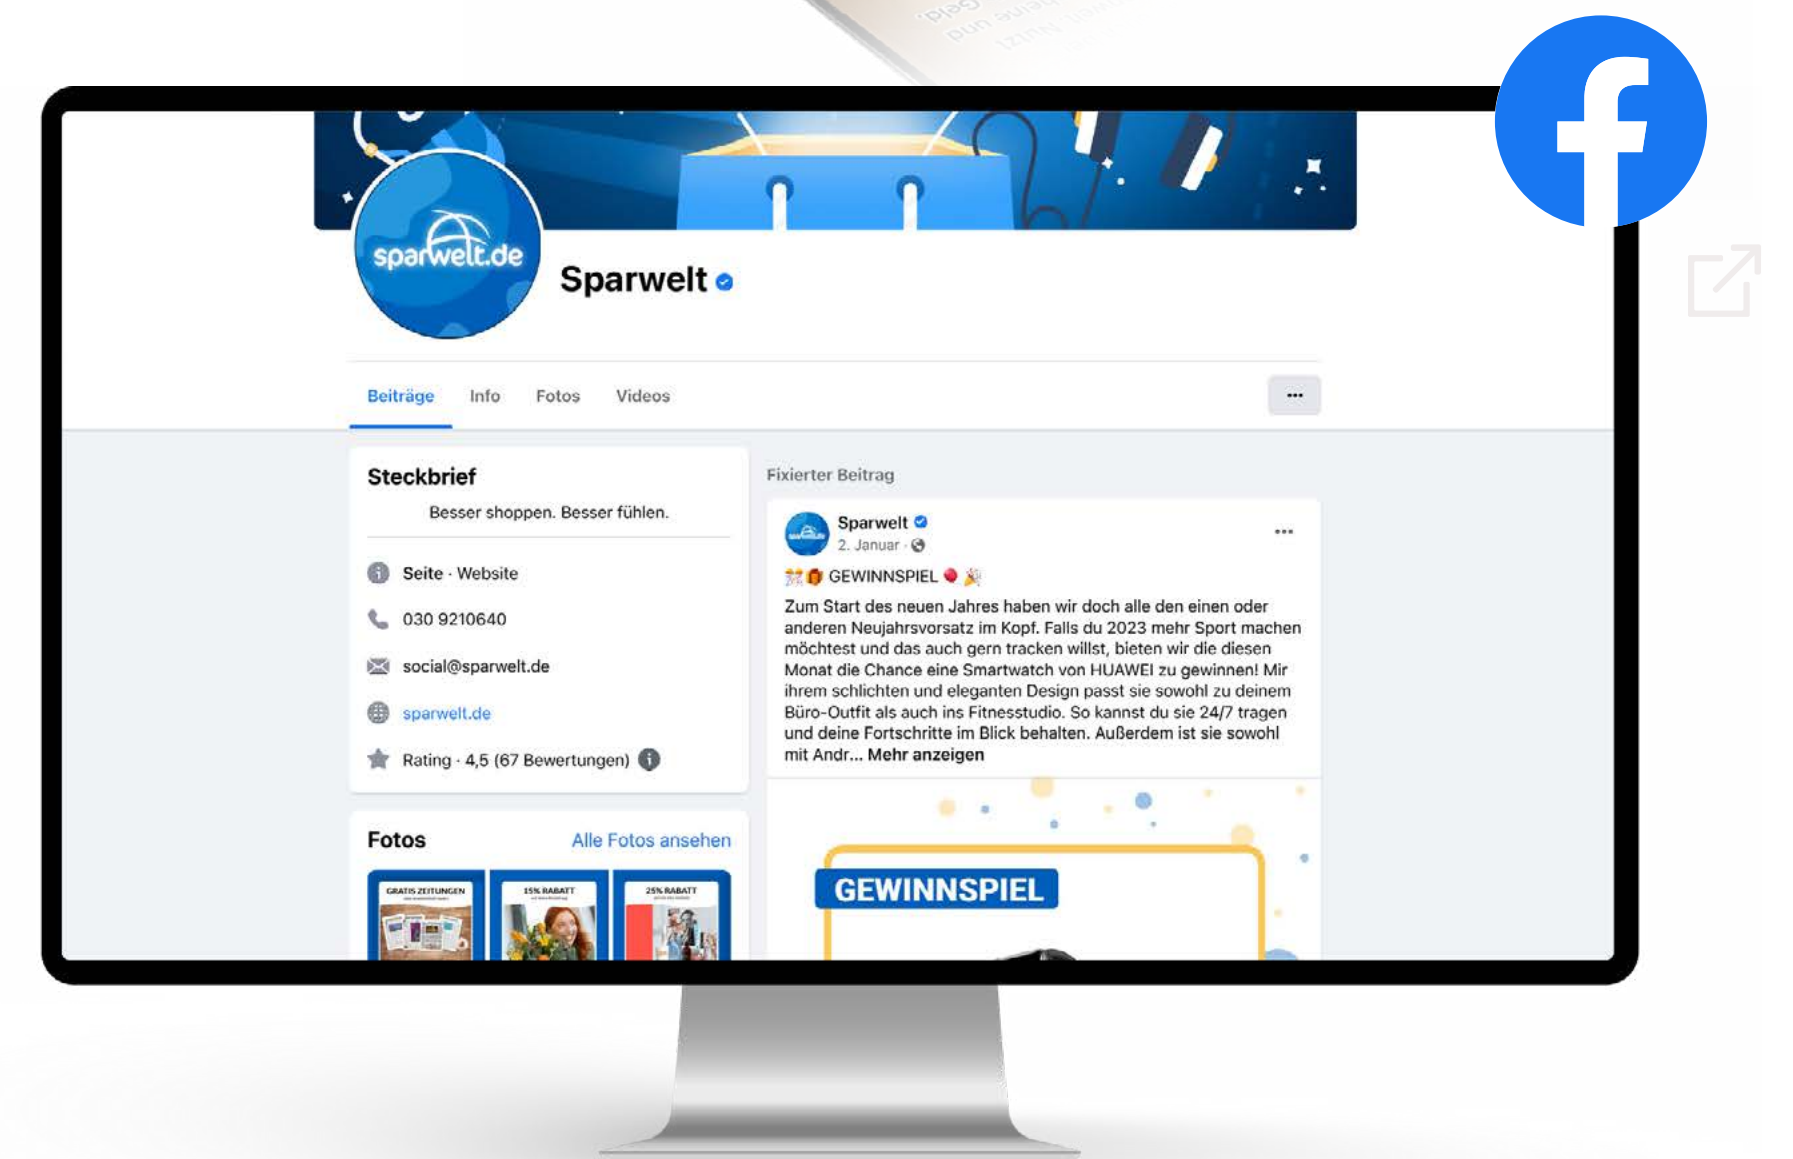 Geld.
und
Nutzt
sparwelt.de
Sparwelt
Beiträge Info Fotos Videos
Steckbrief
Besser shoppen. Besser fühlen.
Seite · Website
030 9210640
social@sparwelt.de
sparwelt.de
Rating · 4,5 (67 Bewertungen)
Fotos Alle Fotos ansehen
GRATIS ZEITUNGEN
15% RABATT
25% RABATT
Fixierter Beitrag
Sparwelt
2. Januar ·
GEWINNSPIEL
Zum Start des neuen Jahres haben wir doch alle den einen oder
anderen Neujahrsvorsatz im Kopf. Falls du 2023 mehr Sport machen
möchtest und das auch gern tracken willst, bieten wir die diesen
Monat die Chance eine Smartwatch von HUAWEI zu gewinnen! Mir
ihrem schlichten und eleganten Design passt sie sowohl zu deinem
Büro-Outfit als auch ins Fitnesstudio. So kannst du sie 24/7 tragen
und deine Fortschritte im Blick behalten. Außerdem ist sie sowohl
mit Andr... Mehr anzeigen
GEWINNSPIEL